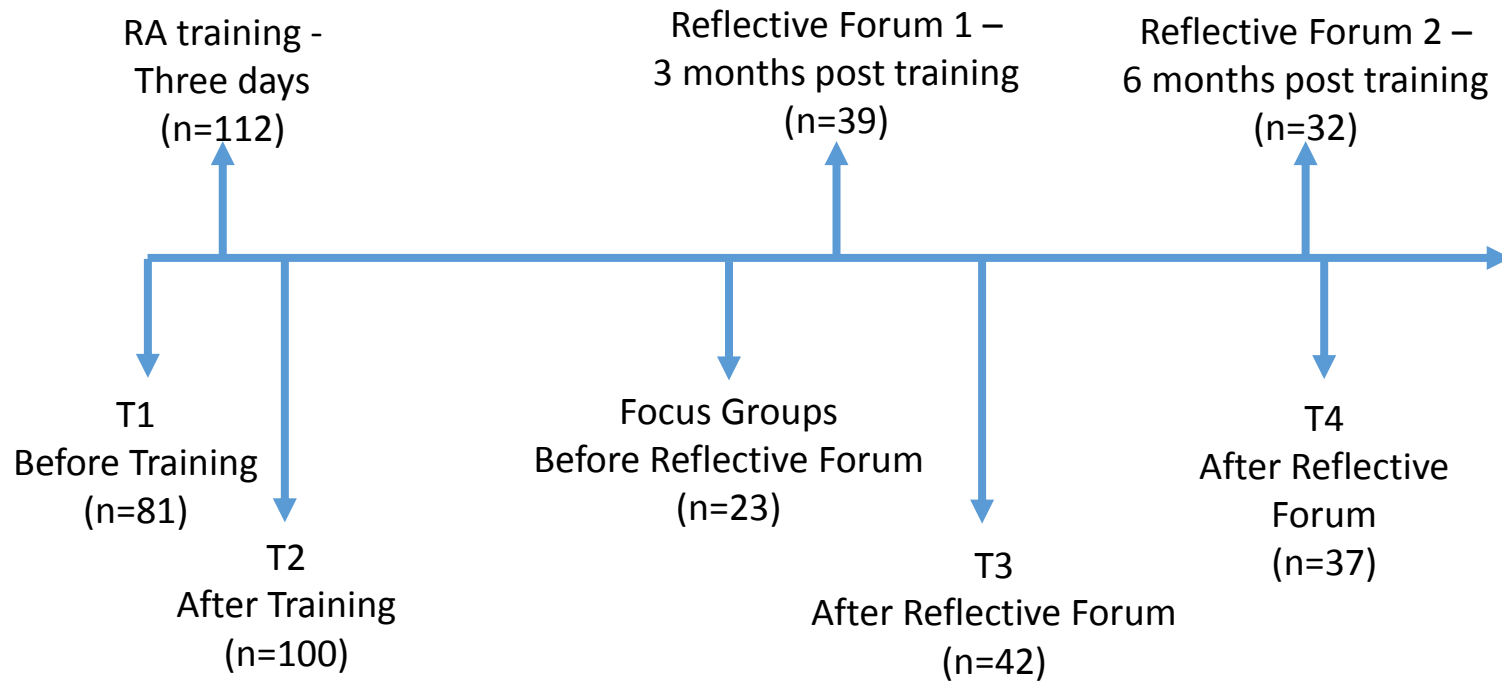 RA training -
Three days
(n=112)
Reflective Forum 1 –
3 months post training
(n=39)
Reflective Forum 2 –
6 months post training
(n=32)
T1
Before Training
(n=81)
T2
After Training
(n=100)
Focus Groups
Before Reflective Forum
(n=23)
T3
After Reflective Forum
(n=42)
T4
After Reflective
Forum
(n=37)